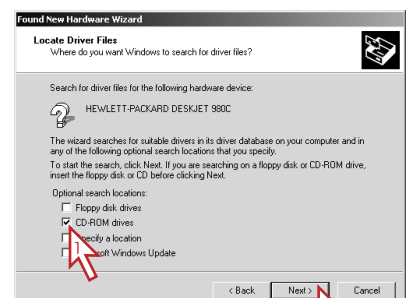 Found New Hardware Wizard
Locate Driver Files
Where do you want Windows to search for driver files?
Search for driver files for the following hardware device:
HEWLETT-PACKARD DESKJET 980C
The wizard searches for suitable drivers in its driver database on your computer and in
any of the following optional search locations that you specify.
To start the search, click Next. If you are searching on a floppy disk or CD-ROM drive,
insert the floppy disk or CD before clicking Next.
Optional search locations:
Floppy disk drives
CD-ROM drives
1
ecify a location
soft Windows Update
< Back
Next >
Cancel